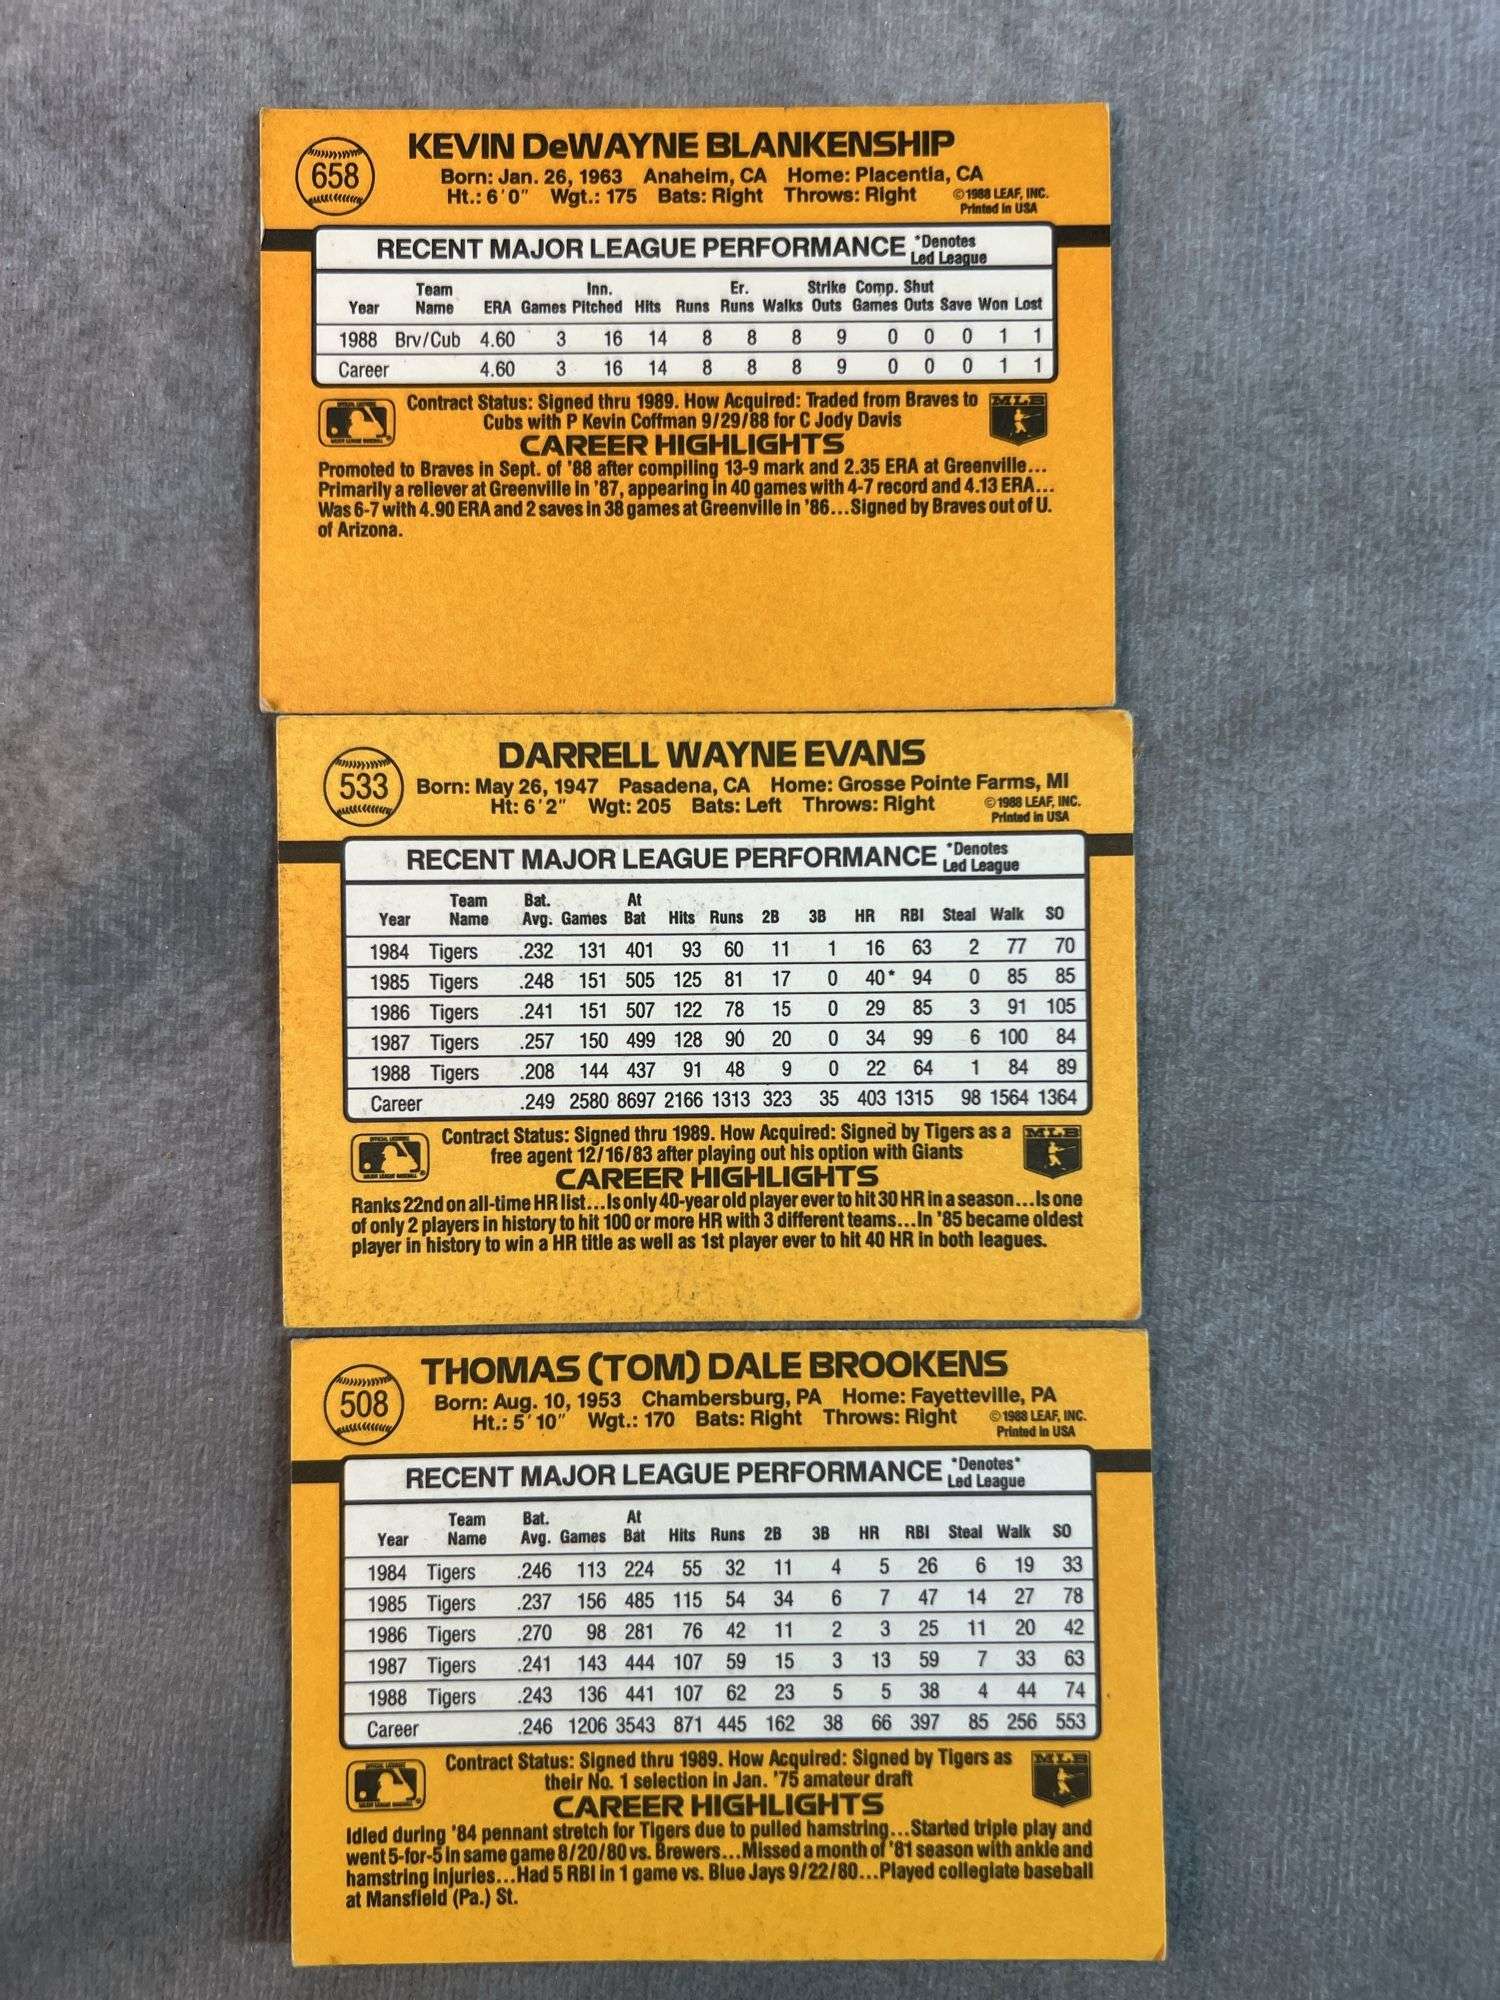 658
KEVIN DeWAYNE BLANKENSHIP
Born: Jan. 26, 1963 Anaheim, CA Home: Placentia, CA
Ht.: 6'0" Wgt.: 175 Bats: Right Throws: Right ©1988 LEAF, INC.
Printed in USA
RECENT MAJOR LEAGUE PERFORMANCE *Denotes
Led League
Year Team Name ERA Games Inn. Pitched Hits Runs Er. Runs Walks Strike Outs Comp. Games Shut Outs Save Won Lost
1988 Brv/Cub 4.60 3 16 14 8 8 8 9 0 0 0 1 1
Career 4.60 3 16 14 8 8 8 9 0 0 0 1 1
Contract Status: Signed thru 1989. How Acquired: Traded from Braves to
Cubs with P Kevin Coffman 9/29/88 for C Jody Davis
MLB
CAREER HIGHLIGHTS
Promoted to Braves in Sept. of '88 after compiling 13-9 mark and 2.35 ERA at Greenville...
Primarily a reliever at Greenville in '87, appearing in 40 games with 4-7 record and 4.13 ERA...
Was 6-7 with 4.90 ERA and 2 saves in 38 games at Greenville in '86...Signed by Braves out of U.
of Arizona.
533
DARRELL WAYNE EVANS
Born: May 26, 1947 Pasadena, CA Home: Grosse Pointe Farms, MI
Ht: 6'2" Wgt: 205 Bats: Left Throws: Right ©1988 LEAF, INC.
Printed in USA
RECENT MAJOR LEAGUE PERFORMANCE *Denotes
Led League
Year Team Name Bat. Avg. Games At Bat Hits Runs 2B 3B HR RBI Steal Walk SO
1984 Tigers .232 131 401 93 60 11 1 16 63 2 77 70
1985 Tigers .248 151 505 125 81 17 0 40* 94 0 85 85
1986 Tigers .241 151 507 122 78 15 0 29 85 3 91 105
1987 Tigers .257 150 499 128 90 20 0 34 99 6 100 84
1988 Tigers .208 144 437 91 48 9 0 22 64 1 84 89
Career .249 2580 8697 2166 1313 323 35 403 1315 98 1564 1364
Contract Status: Signed thru 1989. How Acquired: Signed by Tigers as a
free agent 12/16/83 after playing out his option with Giants
MLB
CAREER HIGHLIGHTS
Ranks 22nd on all-time HR list...Is only 40-year old player ever to hit 30 HR in a season...Is one
of only 2 players in history to hit 100 or more HR with 3 different teams...In '85 became oldest
player in history to win a HR title as well as 1st player ever to hit 40 HR in both leagues.
508
THOMAS (TOM) DALE BROOKENS
Born: Aug. 10, 1953 Chambersburg, PA Home: Fayetteville, PA
Ht.: 5'10" Wgt.: 170 Bats: Right Throws: Right ©1988 LEAF, INC.
Printed in USA
RECENT MAJOR LEAGUE PERFORMANCE *Denotes*
Led League
Year Team Name Bat. Avg. Games At Bat Hits Runs 2B 3B HR RBI Steal Walk SO
1984 Tigers .246 113 224 55 32 11 4 5 26 6 19 33
1985 Tigers .237 156 485 115 54 34 6 7 47 14 27 78
1986 Tigers .270 98 281 76 42 11 2 3 25 11 20 42
1987 Tigers .241 143 444 107 59 15 3 13 59 7 33 63
1988 Tigers .243 136 441 107 62 23 5 5 38 4 44 74
Career .246 1206 3543 871 445 162 38 66 397 85 256 553
Contract Status: Signed thru 1989. How Acquired: Signed by Tigers as
their No. 1 selection in Jan. '75 amateur draft
MLB
CAREER HIGHLIGHTS
Idled during '84 pennant stretch for Tigers due to pulled hamstring...Started triple play and
went 5-for-5 in same game 8/20/80 vs. Brewers...Missed a month of '81 season with ankle and
hamstring injuries...Had 5 RBI in 1 game vs. Blue Jays 9/22/80...Played collegiate baseball
at Mansfield (Pa.) St.